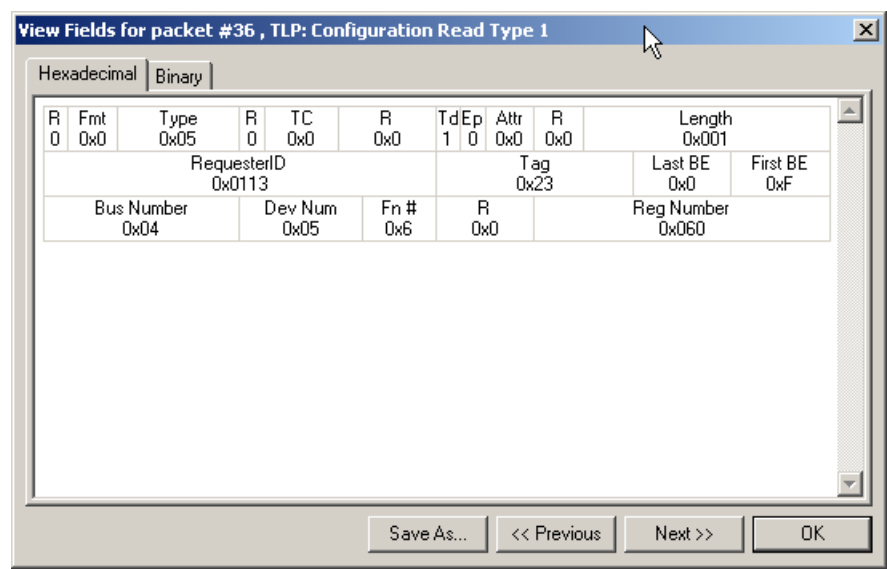 View Fields for packet #36 , TLP: Configuration Read Type 1
Hexadecimal Binary
R Fmt Type R TC R Td Ep Attr R Length
0 0x0 0x05 0 0x0 0x0 1 0 0x0 0x0 0x001
RequesterID Tag Last BE First BE
0x0113 0x23 0x0 0xF
Bus Number Dev Num Fn # R Reg Number
0x04 0x05 0x6 0x0 0x060
Save As... << Previous Next >> OK